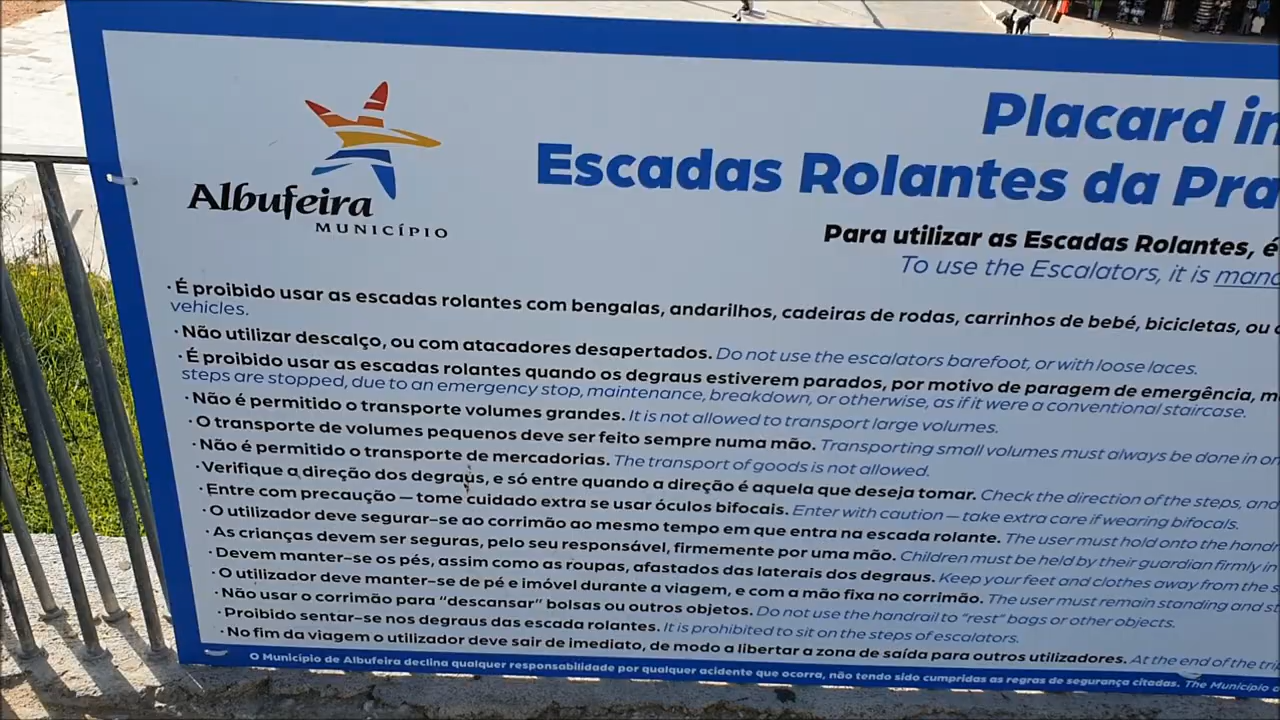 Albufeira
MUNICÍPIO
Placard
Escadas Rolantes da
Para utilizar as Escadas Rolantes, é
To use the Escalators, it is
· É proibido usar as escadas rolantes com bengalas, andarilhos, cadeiras de rodas, carrinhos de bebé, bicicletas, ou
vehicles.
· Não utilizar descalço, ou com atacadores desapertados. Do not use the escalators barefoot, or with loose laces.
· É proibido usar as escadas rolantes quando os degraus estiverem parados, por motivo de paragem de emergência,
steps are stopped, due to an emergency stop, maintenance, breakdown, or otherwise, as if it were a conventional staircase.
· Não é permitido o transporte volumes grandes. It is not allowed to transport large volumes.
· O transporte de volumes pequenos deve ser feito sempre numa mão. Transporting small volumes must always be done in
· Não é permitido o transporte de mercadorias. The transport of goods is not allowed.
· Verifique a direção dos degraus, e só entre quando a direção é aquela que deseja tomar. Check the direction of the steps, and
· Entre com precaução – tome cuidado extra se usar óculos bifocais. Enter with caution – take extra care if wearing bifocals.
· O utilizador deve segurar-se ao corrimão ao mesmo tempo em que entra na escada rolante. The user must hold onto the
· As crianças devem ser seguras, pelo seu responsável, firmemente por uma mão. Children must be held by their guardian firmly
· Devem manter-se os pés, assim como as roupas, afastados das laterais dos degraus. Keep your feet and clothes away from the
· O utilizador deve manter-se de pé e imóvel durante a viagem, e com a mão fixa no corrimão. The user must remain standing and
· Não usar o corrimão para "descansar" bolsas ou outros objetos. Do not use the handrail to "rest" bags or other objects.
· Proibido sentar-se nos degraus das escada rolantes. It is prohibited to sit on the steps of escalators.
· No fim da viagem o utilizador deve sair de imediato, de modo a libertar a zona de saída para outros utilizadores. At the end of the
O Município de Albufeira declina qualquer responsabilidade por qualquer acidente que ocorra, não tendo sido cumpridas as regras de segurança citadas. The Município